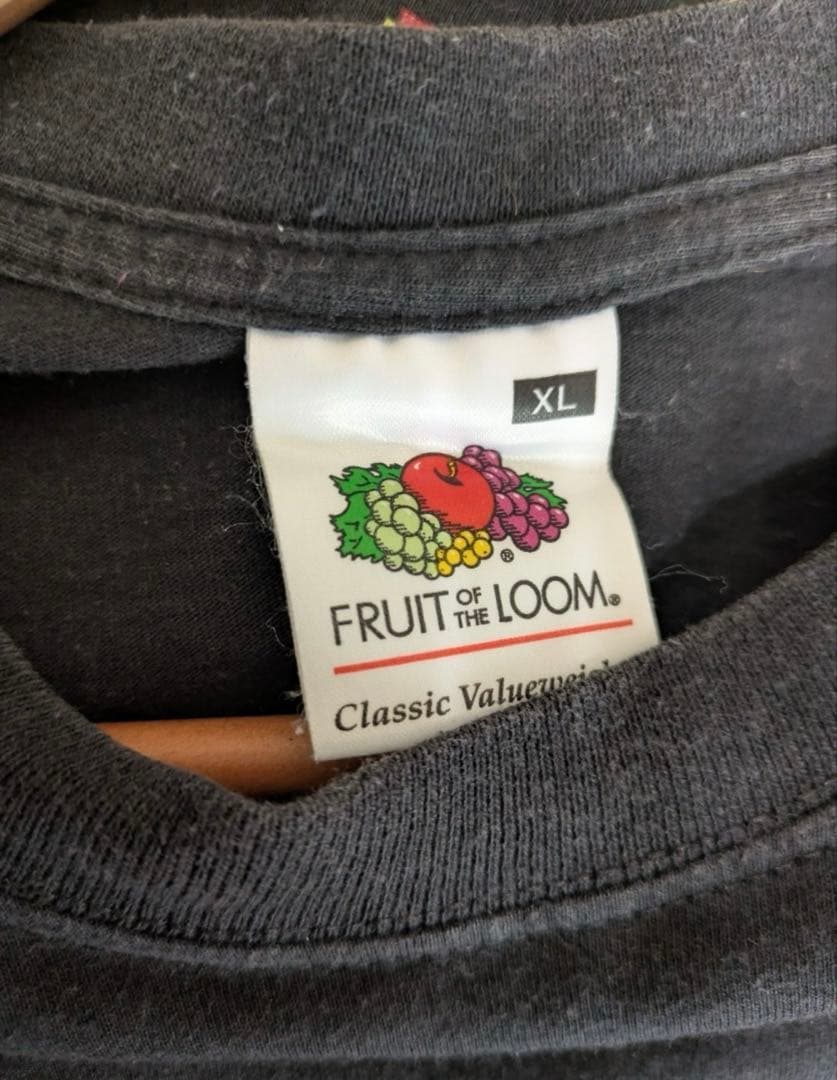 XL
®
FRUIT OF THE LOOM®
Classic